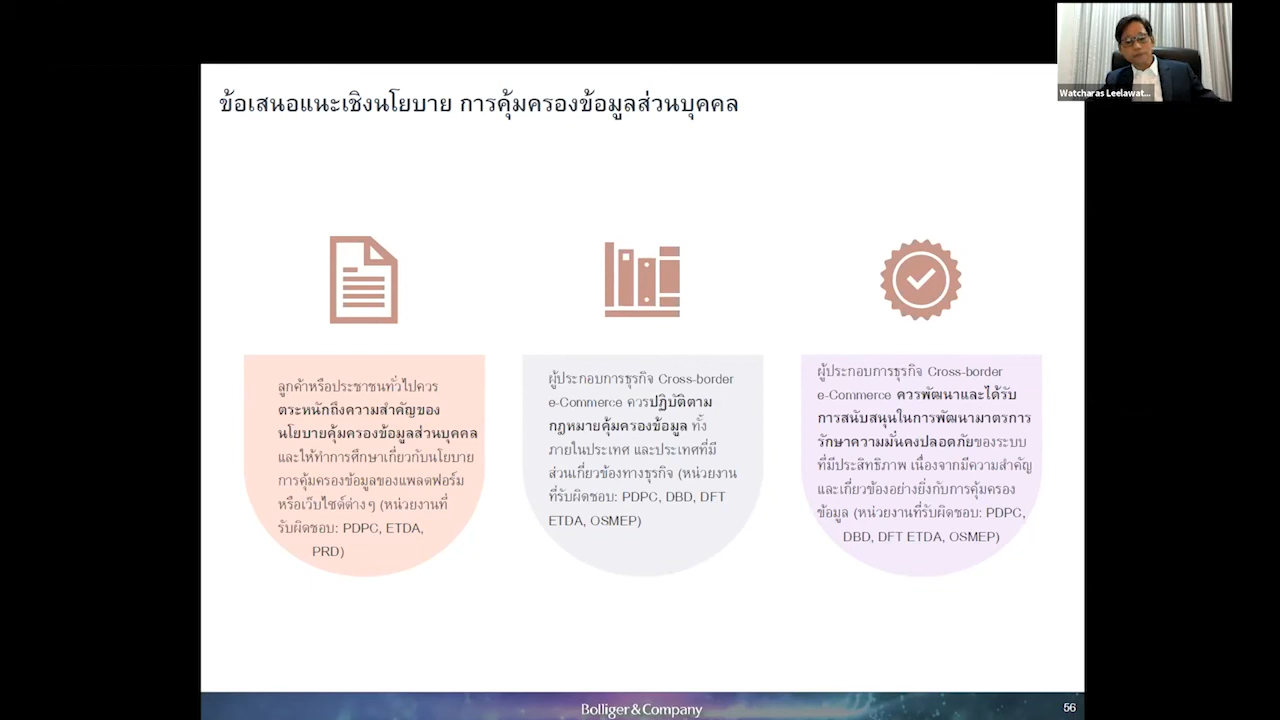 Watcharas Leelawat...
ข้อเสนอแนะเชิงนโยบาย การคุ้มครองข้อมูลส่วนบุคคล
ลูกค้าหรือประชาชนทั่วไปควร
ตระหนักถึงความสำคัญของ
นโยบายคุ้มครองข้อมูลส่วนบุคคล
และให้ทำการศึกษาเกี่ยวกับนโยบาย
การคุ้มครองข้อมูลของแพลตฟอร์ม
หรือเว็บไซต์ต่างๆ (หน่วยงานที่
รับผิดชอบ: PDPC, ETDA,
PRD)
ผู้ประกอบการธุรกิจ Cross-border
e-Commerce ควรปฏิบัติตาม
กฎหมายคุ้มครองข้อมูล ทั้ง
ภายในประเทศ และประเทศที่มี
ส่วนเกี่ยวข้องทางธุรกิจ (หน่วยงาน
ที่รับผิดชอบ: PDPC, DBD, DFT
ETDA, OSMEP)
ผู้ประกอบการธุรกิจ Cross-border
e-Commerce ควรพัฒนาและได้รับ
การสนับสนุนในการพัฒนามาตรการ
รักษาความมั่นคงปลอดภัยของระบบ
ที่มีประสิทธิภาพ เนื่องจากมีความสำคัญ
และเกี่ยวข้องอย่างยิ่งกับการคุ้มครอง
ข้อมูล (หน่วยงานที่รับผิดชอบ: PDPC,
DBD, DFT ETDA, OSMEP)
Bolliger & Company
56